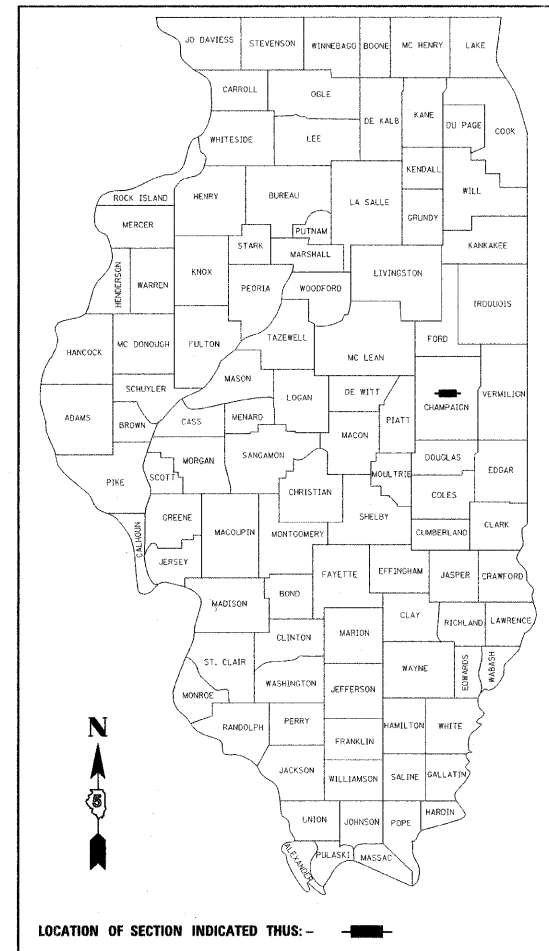 JO DAVIESS
STEVENSON
WINNEBAGO
BOONE
MC HENRY
LAKE
CARROLL
OGLE
DE KALB
KANE
DU PAGE
COOK
WHITESIDE
LEE
KENDALL
WILL
ROCK ISLAND
HENRY
BUREAU
LA SALLE
GRUNDY
MERCER
PUTNAM
KANKAKEE
STARK
MARSHALL
HENDERSON
WARREN
KNOX
PEORIA
WOODFORD
LIVINGSTON
IROQUOIS
FORD
HANCOCK
MC DONOUGH
FULTON
TAZEWELL
MC LEAN
MASON
SCHUYLER
LOGAN
DE WITT
CHAMPAIGN
VERMILION
ADAMS
BROWN
CASS
MENARD
PIATT
MACON
PIKE
SCOTT
MORGAN
SANGAMON
DOUGLAS
MOULTRIE
EDGAR
CHRISTIAN
COLES
GREENE
MACOUPIN
SHELBY
CALHOUN
MONTGOMERY
CUMBERLAND
CLARK
JERSEY
FAYETTE
EFFINGHAM
JASPER
CRAWFORD
MADISON
BOND
CLAY
RICHLAND
LAWRENCE
CLINTON
MARION
ST. CLAIR
WAYNE
EDWARDS
WABASH
WASHINGTON
JEFFERSON
MONROE
RANDOLPH
PERRY
HAMILTON
WHITE
FRANKLIN
JACKSON
WILLIAMSON
SALINE
GALLATIN
UNION
JOHNSON
POPE
HARDIN
ALEXANDER
PULASKI
MASSAC
N
5
LOCATION OF SECTION INDICATED THUS: -